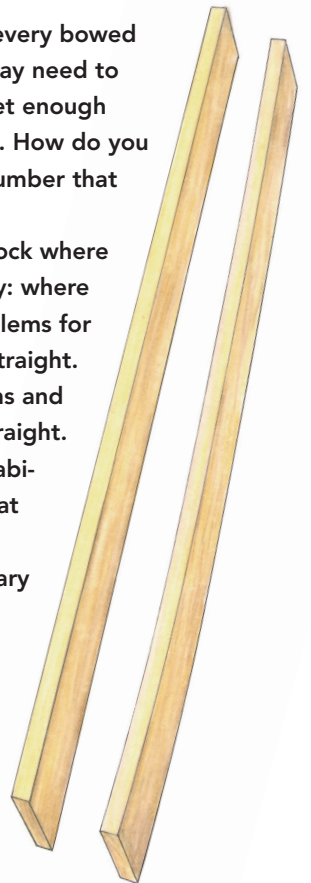 every bowed
ay need to
et enough
. How do you
umber that
ock where
y: where
lems for
traight.
ns and
raight.
abi-
at
ary